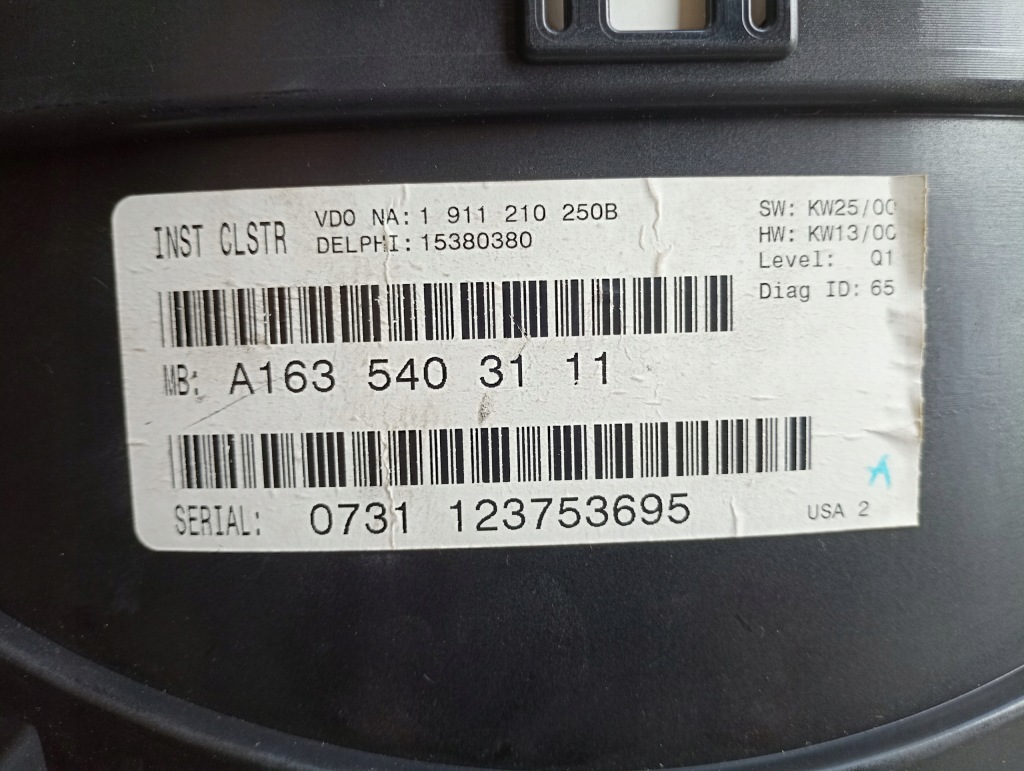 INST CLSTR
VDO NA: 1 911 210 250B
DELPHI: 15380380
SW: KW25/00
HW: KW13/00
Level: Q1
Diag ID: 65
MB: A163 540 31 11
SERIAL: 0731 123753695
A
USA 2